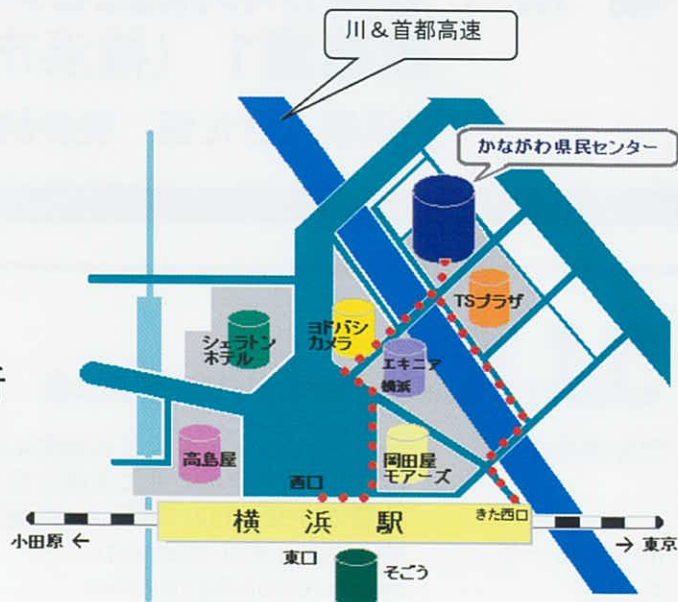 川&首都高速
かながわ県民センター
TSプラザ
ヨドバシ
カメラ
シェラトン
ホテル
エキニア
横浜
高島屋
岡田屋
モアーズ
西口
横浜駅
きた西口
小田原 ←
→ 東京
東口
そごう